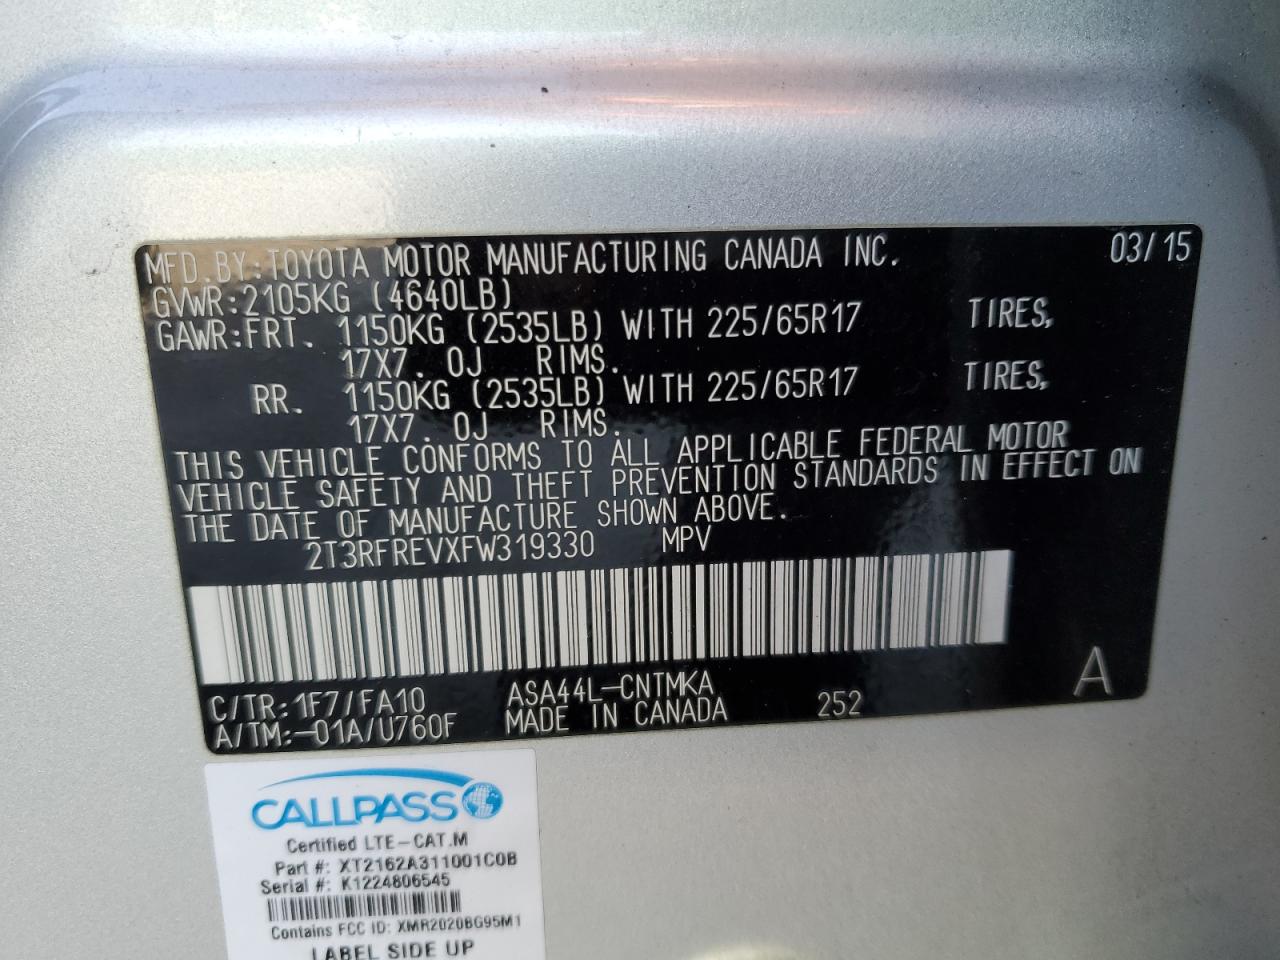 MFD.BY:TOYOTA MOTOR MANUFACTURING CANADA INC. 03/15
GVWR:2105KG (4640LB)
GAWR:FRT. 1150KG (2535LB) WITH 225/65R17 TIRES,
17X7.0J RIMS.
RR. 1150KG (2535LB) WITH 225/65R17 TIRES,
17X7.0J RIMS.
THIS VEHICLE CONFORMS TO ALL APPLICABLE FEDERAL MOTOR
VEHICLE SAFETY AND THEFT PREVENTION STANDARDS IN EFFECT ON
THE DATE OF MANUFACTURE SHOWN ABOVE.
2T3RFREVXFW319330 MPV
C/TR:1F7/FA10 ASA44L-CNTMKA A
A/TM:-01A/U760F MADE IN CANADA 252
CALLPASS
Certified LTE-CAT.M
Part #: XT2162A311001C0B
Serial #: K1224806545
Contains FCC ID: XMR2020BG95M1
LABEL SIDE UP